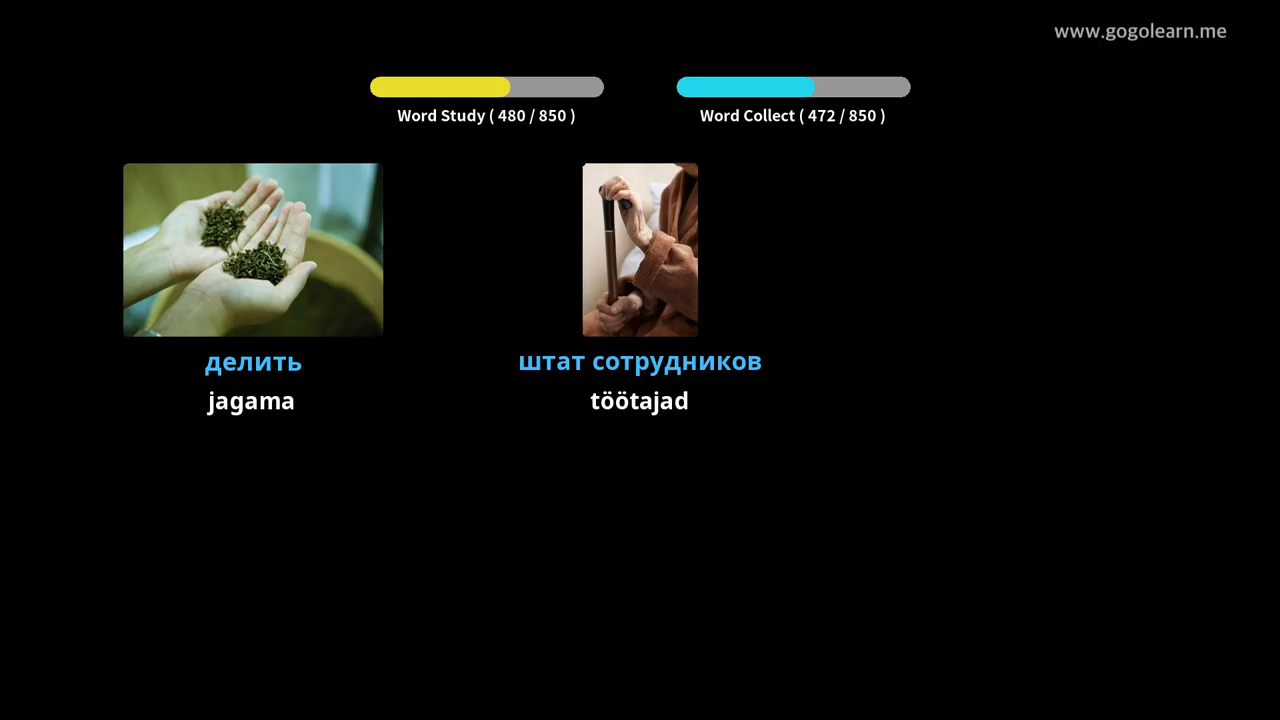 www.gogolearn.me
Word Study ( 480 / 850 )
Word Collect ( 472 / 850 )
делить
штат сотрудников
jagama
töötajad